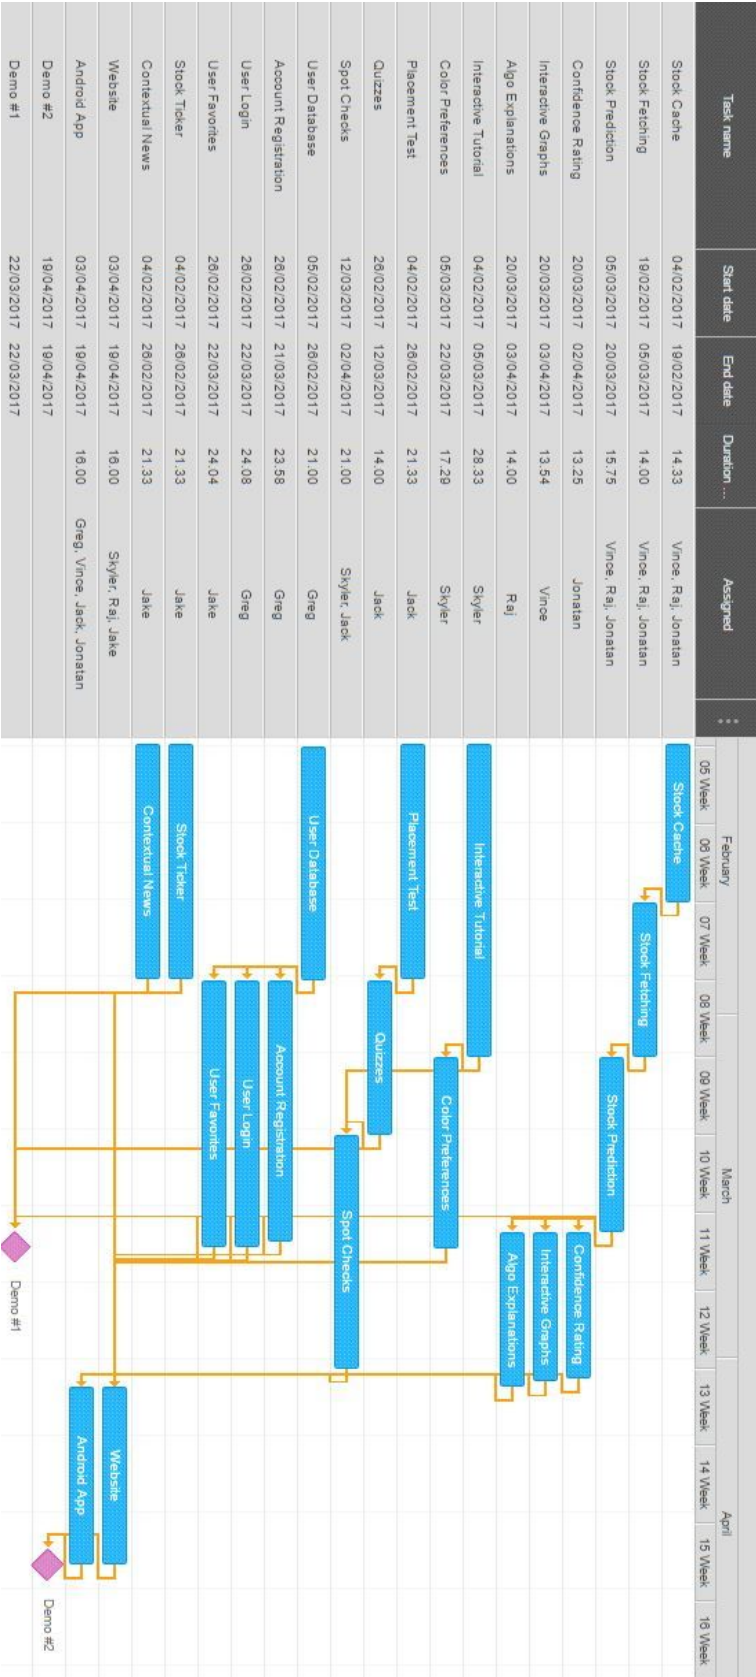 Task name Start date End date Duration ... Assigned
Stock Cache 04/02/2017 19/02/2017 14.33 Vince, Raj, Jonatan
Stock Fetching 19/02/2017 05/03/2017 14.00 Vince, Raj, Jonatan
Stock Prediction 05/03/2017 20/03/2017 15.75 Vince, Raj, Jonatan
Confidence Rating 20/03/2017 02/04/2017 13.25 Jonatan
Interactive Graphs 20/03/2017 03/04/2017 13.54 Vince
Algo Explanations 20/03/2017 03/04/2017 14.00 Raj
Interactive Tutorial 04/02/2017 05/03/2017 28.33 Skyler
Color Preferences 05/03/2017 22/03/2017 17.29 Skyler
Placement Test 04/02/2017 26/02/2017 21.33 Jack
Quizzes 26/02/2017 12/03/2017 14.00 Jack
Spot Checks 12/03/2017 02/04/2017 21.00 Skyler, Jack
User Database 05/02/2017 26/02/2017 21.00 Greg
Account Registration 26/02/2017 21/03/2017 23.58 Greg
User Login 26/02/2017 22/03/2017 24.08 Greg
User Favorites 26/02/2017 22/03/2017 24.04 Jake
Stock Ticker 04/02/2017 26/02/2017 21.33 Jake
Contextual News 04/02/2017 26/02/2017 21.33 Jake
Website 03/04/2017 19/04/2017 16.00 Skyler, Raj, Jake
Android App 03/04/2017 19/04/2017 16.00 Greg, Vince, Jack, Jonatan
Demo #2 19/04/2017 19/04/2017
Demo #1 22/03/2017 22/03/2017
February March April
05 Week 06 Week 07 Week 08 Week 09 Week 10 Week 11 Week 12 Week 13 Week 14 Week 15 Week 16 Week
Stock Cache
Stock Fetching
Stock Prediction
Confidence Rating
Interactive Graphs
Algo Explanations
Interactive Tutorial
Color Preferences
Placement Test
Quizzes
Spot Checks
User Database
Account Registration
User Login
User Favorites
Stock Ticker
Contextual News
Website
Android App
Demo #2
Demo #1